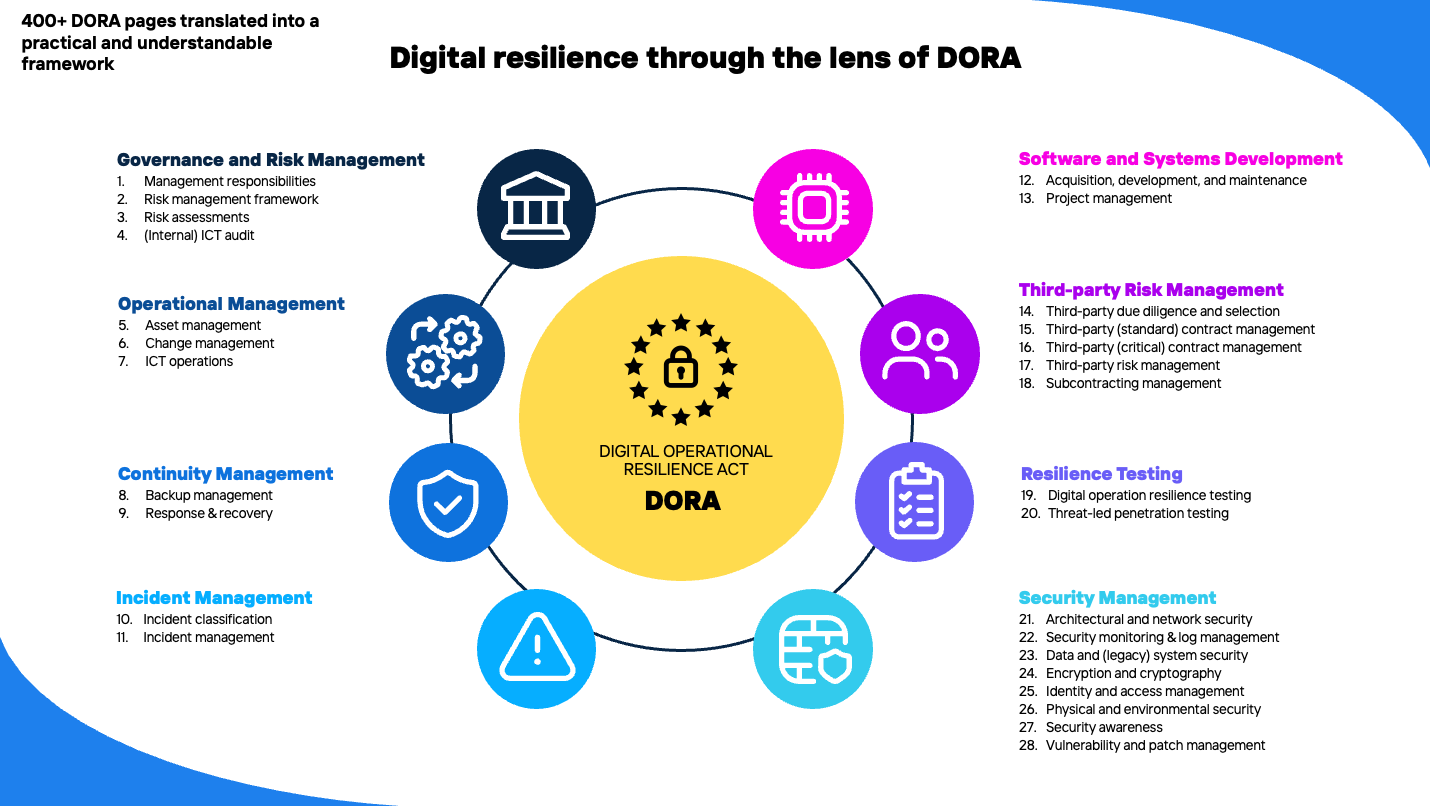 400+ DORA pages translated into a
practical and understandable
framework
Digital resilience through the lens of DORA
Governance and Risk Management
1. Management responsibilities
2. Risk management framework
3. Risk assessments
4. (Internal) ICT audit
Operational Management
5. Asset management
6. Change management
7. ICT operations
Continuity Management
8. Backup management
9. Response & recovery
Incident Management
10. Incident classification
11. Incident management
DIGITAL OPERATIONAL
RESILIENCE ACT
DORA
Software and Systems Development
12. Acquisition, development, and maintenance
13. Project management
Third-party Risk Management
14. Third-party due diligence and selection
15. Third-party (standard) contract management
16. Third-party (critical) contract management
17. Third-party risk management
18. Subcontracting management
Resilience Testing
19. Digital operation resilience testing
20. Threat-led penetration testing
Security Management
21. Architectural and network security
22. Security monitoring & log management
23. Data and (legacy) system security
24. Encryption and cryptography
25. Identity and access management
26. Physical and environmental security
27. Security awareness
28. Vulnerability and patch management